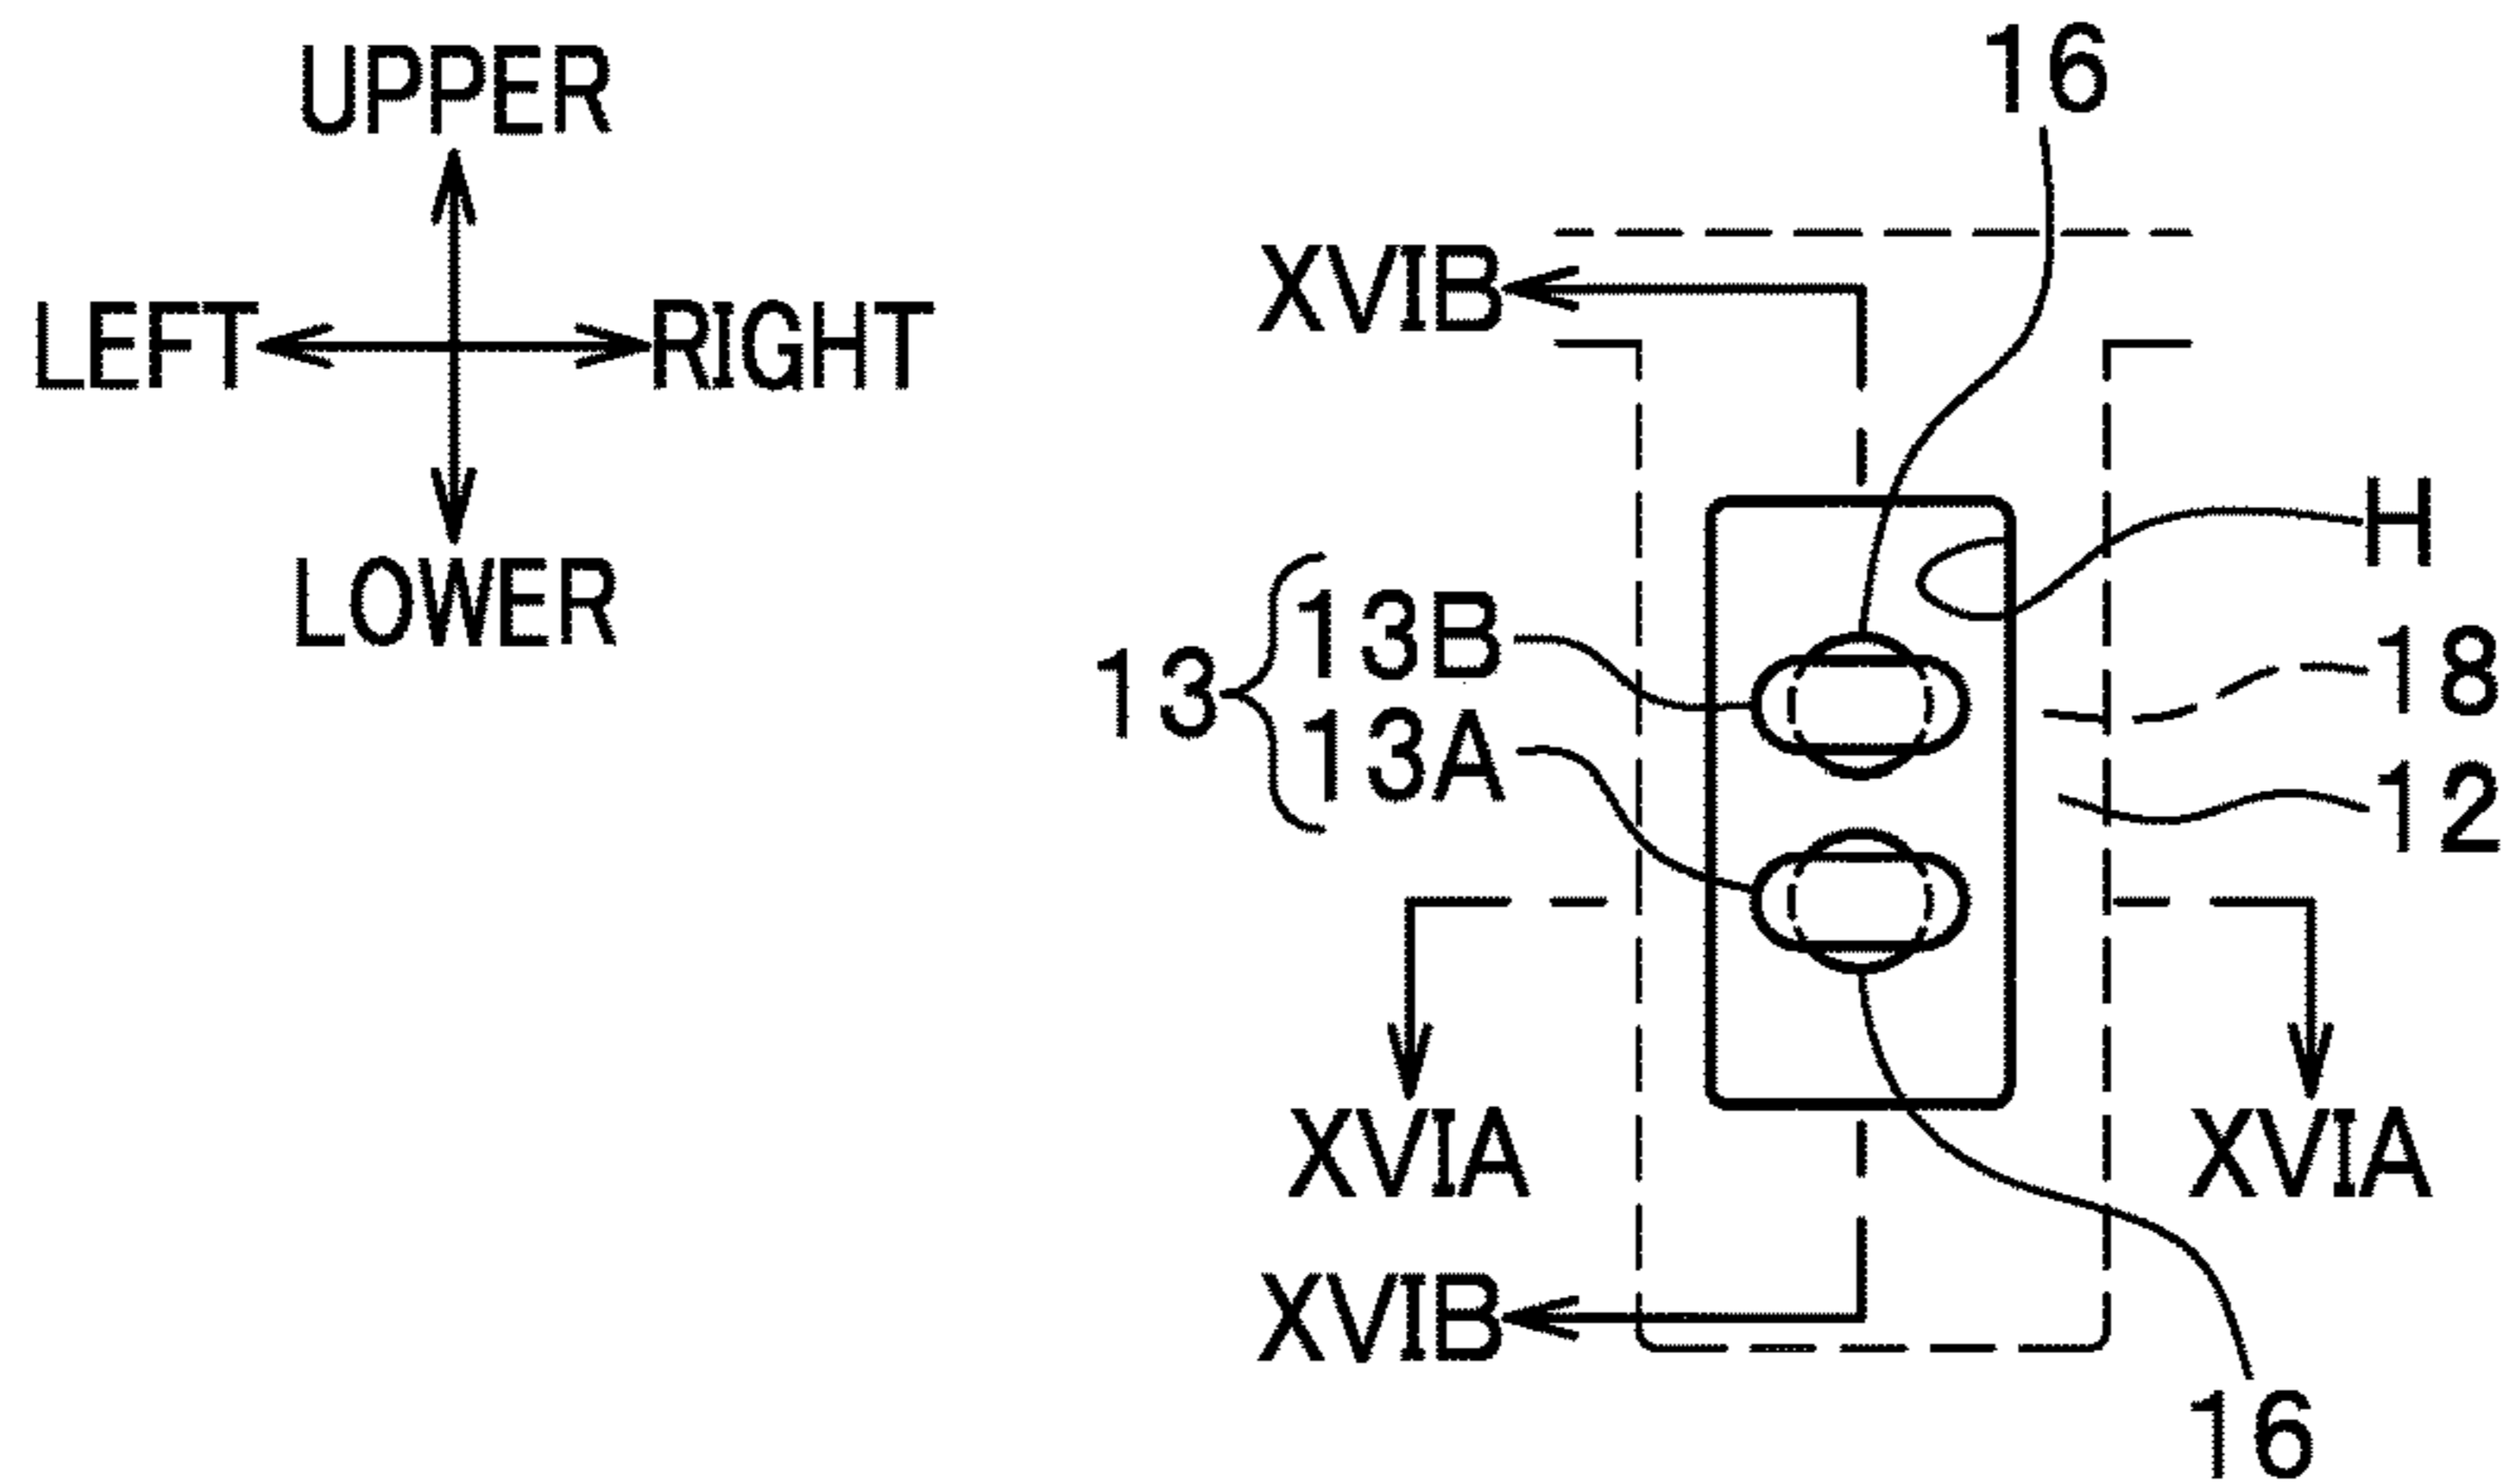 UPPER
LEFT RIGHT
LOWER
16
XVIB
H
13 13B
13A
18
12
XVIA XVIA
XVIB
16